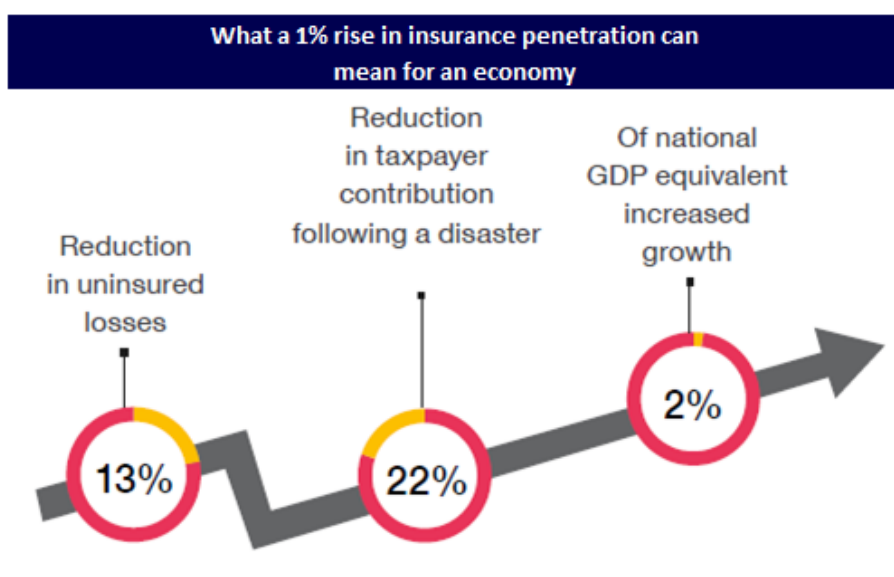 What a 1% rise in insurance penetration can
mean for an economy
Reduction
in uninsured
losses
13%
Reduction
in taxpayer
contribution
following a disaster
22%
Of national
GDP equivalent
increased
growth
2%